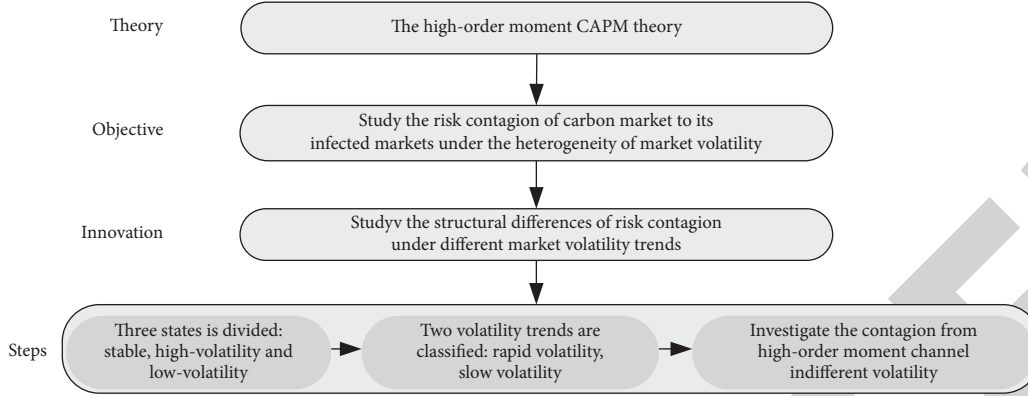 Theory
The high-order moment CAPM theory
Objective
Study the risk contagion of carbon market to its
infected markets under the heterogeneity of market volatility
Innovation
Studyv the structural differences of risk contagion
under different market volatility trends
Steps
Three states is divided:
stable, high-volatility and
low-volatility
Two volatility trends are
classified: rapid volatility,
slow volatility
Investigate the contagion from
high-order moment channel
indifferent volatility